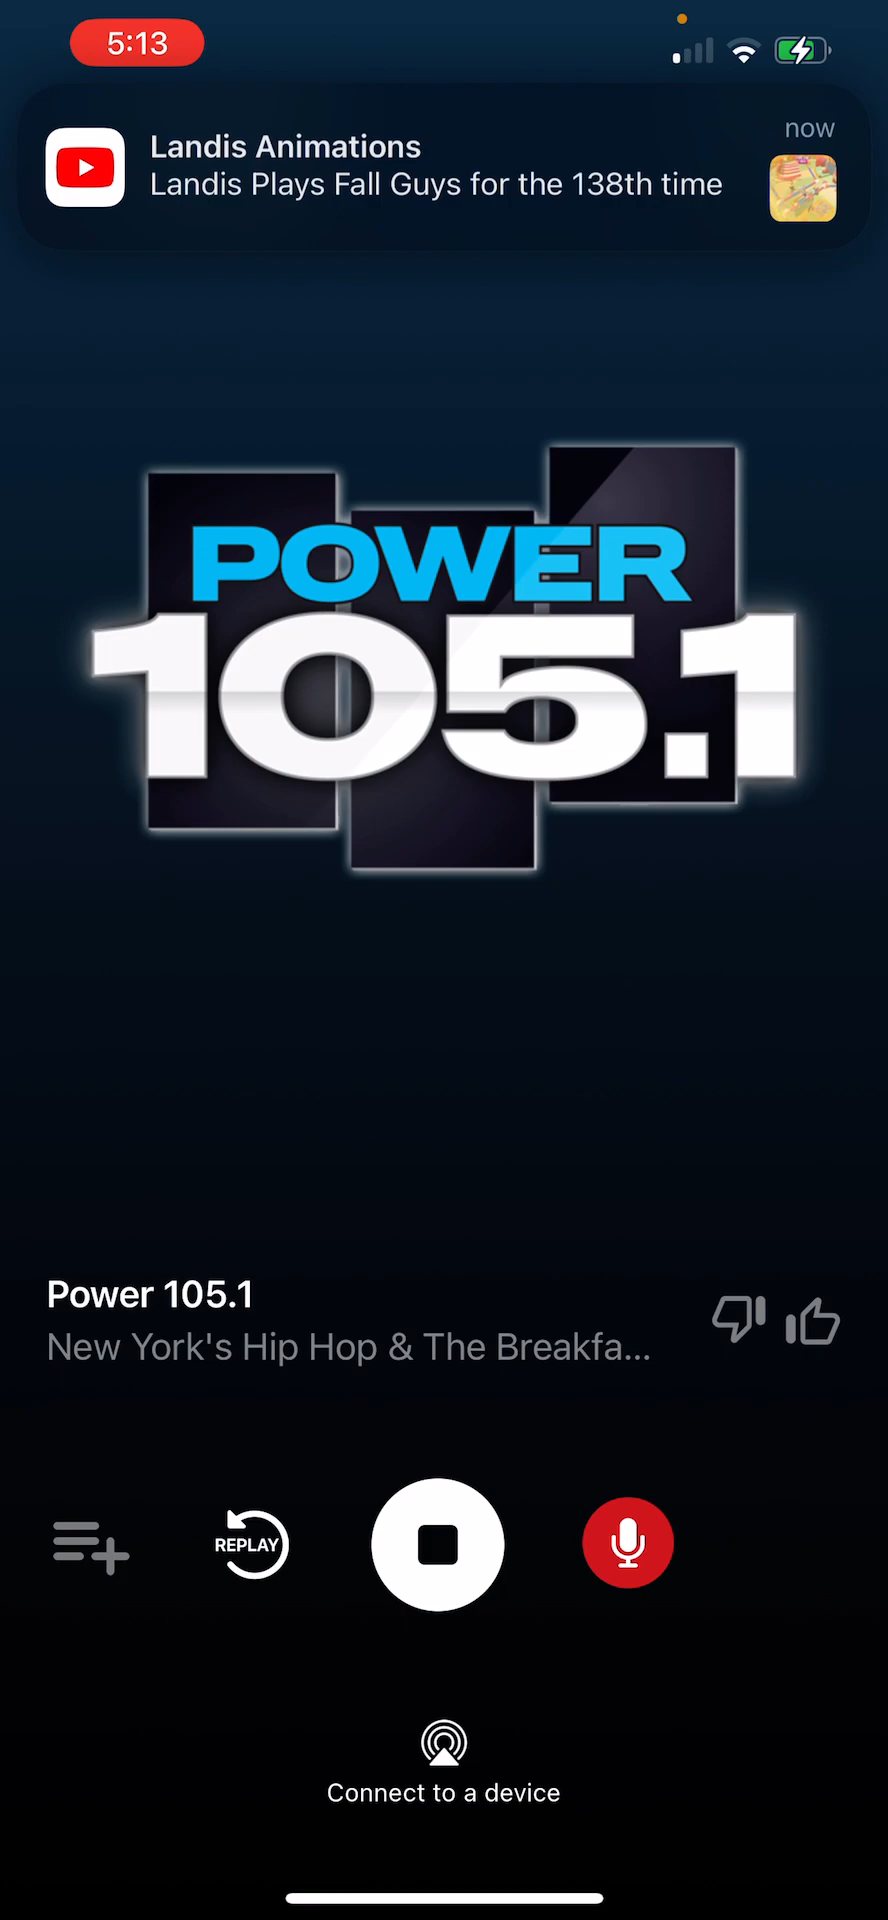 5:13
Landis Animations
now
Landis Plays Fall Guys for the 138th time
POWER
105.1
Power 105.1
New York's Hip Hop & The Breakfa...
REPLAY
Connect to a device